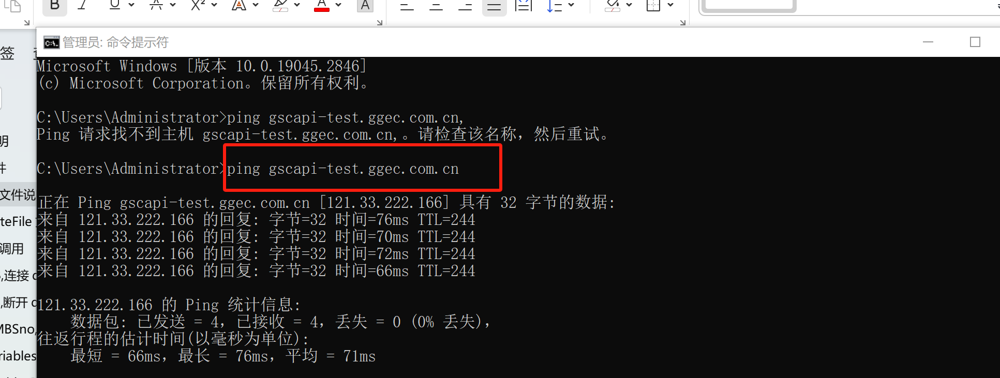 签
管理员: 命令提示符
Microsoft Windows [版本 10.0.19045.2846]
(c) Microsoft Corporation。保留所有权利。
C:\Users\Administrator>ping gscapi-test.ggec.com.cn,
Ping 请求找不到主机 gscapi-test.ggec.com.cn,。请检查该名称，然后重试。
明
件
C:\Users\Administrator>ping gscapi-test.ggec.com.cn
文件说
正在 Ping gscapi-test.ggec.com.cn [121.33.222.166] 具有 32 字节的数据:
teFile
来自 121.33.222.166 的回复: 字节=32 时间=76ms TTL=244
来自 121.33.222.166 的回复: 字节=32 时间=70ms TTL=244
调用
来自 121.33.222.166 的回复: 字节=32 时间=72ms TTL=244
,连接
来自 121.33.222.166 的回复: 字节=32 时间=66ms TTL=244
,断开
121.33.222.166 的 Ping 统计信息:
数据包: 已发送 = 4，已接收 = 4，丢失 = 0 (0% 丢失)，
MBSno,
往返行程的估计时间(以毫秒为单位):
riables
最短 = 66ms，最长 = 76ms，平均 = 71ms